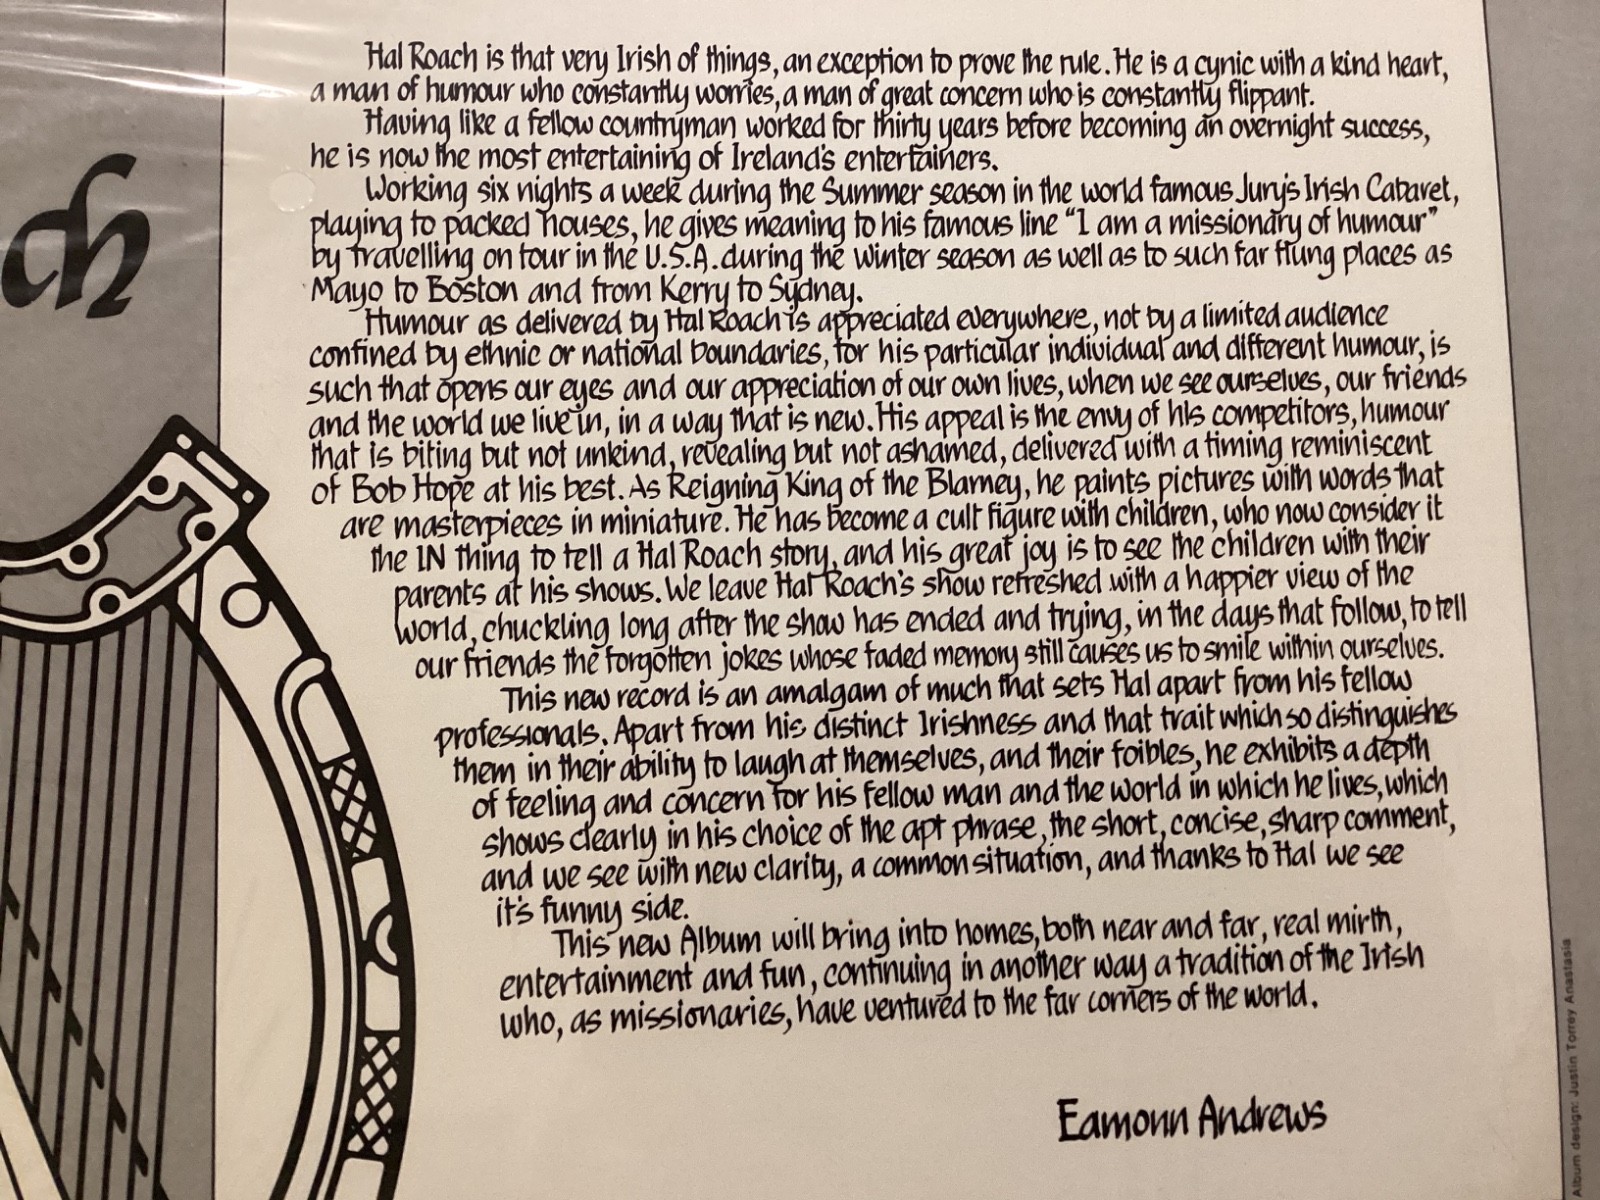 ch
Hal Roach is that very Irish of things, an exception to prove the rule. He is a cynic with a kind heart,
a man of humour who constantly worries, a man of great concern who is constantly flippant.
Having like a fellow countryman worked for thirty years before becoming an overnight success,
he is now the most entertaining of Ireland's entertainers.
Working six nights a week during the Summer season in the world famous Jury's Irish Cabaret,
playing to packed houses, he gives meaning to his famous line "I am a missionary of humour"
by travelling on tour in the U.S.A. during the Winter season as well as to such far flung places as
Mayo to Boston and from Kerry to Sydney.
Humour as delivered by Hal Roach is appreciated everywhere, not by a limited audience
confined by ethnic or national boundaries, for his particular individual and different humour, is
such that opens our eyes and our appreciation of our own lives, when we see ourselves, our friends
and the world we live in, in a way that is new. His appeal is the envy of his competitors, humour
that is biting but not unkind, revealing but not ashamed, delivered with a timing reminiscent
of Bob Hope at his best. As Reigning King of the Blarney, he paints pictures with words that
are masterpieces in miniature. He has become a cult figure with children, who now consider it
the IN thing to tell a Hal Roach story, and his great joy is to see the children with their
parents at his shows. We leave Hal Roach's show refreshed with a happier view of the
world, chuckling long after the show has ended and trying, in the days that follow, to tell
our friends the forgotten jokes whose faded memory still causes us to smile within ourselves.
This new record is an amalgam of much that sets Hal apart from his fellow
professionals. Apart from his distinct Irishness and that trait which so distinguishes
them in their ability to laugh at themselves, and their foibles, he exhibits a depth
of feeling and concern for his fellow man and the world in which he lives, which
shows clearly in his choice of the apt phrase, the short, concise, sharp comment,
and we see with new clarity, a common situation, and thanks to Hal we see
it's funny side.
This new Album will bring into homes, both near and far, real mirth,
entertainment and fun, continuing in another way a tradition of the Irish
who, as missionaries, have ventured to the far corners of the world.
Eamonn Andrews
Album design: Justin Torrey Anastasia